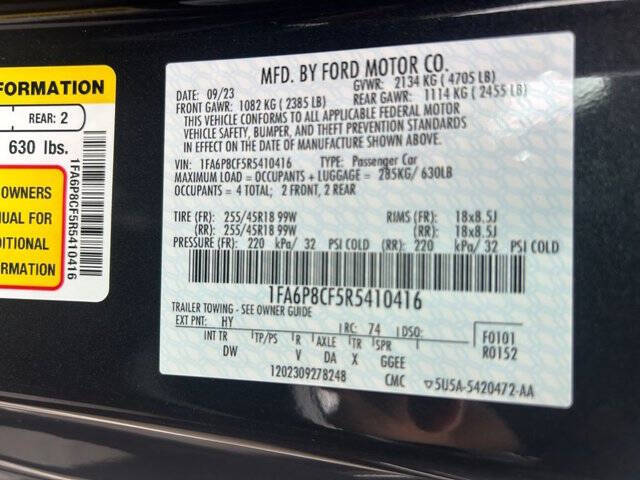 FORMATION
REAR: 2
630 lbs.
OWNERS
UAL FOR
DITIONAL
ORMATION
1FA6P8CF5R5410416
MFD. BY FORD MOTOR CO.
DATE: 09/23 GVWR: 2134 KG ( 4705 LB)
FRONT GAWR: 1082 KG ( 2385 LB) REAR GAWR: 1114 KG ( 2455 LB)
THIS VEHICLE CONFORMS TO ALL APPLICABLE FEDERAL MOTOR
VEHICLE SAFETY, BUMPER, AND THEFT PREVENTION STANDARDS
IN EFFECT ON THE DATE OF MANUFACTURE SHOWN ABOVE.
VIN: 1FA6P8CF5R5410416 TYPE: Passenger Car
MAXIMUM LOAD = OCCUPANTS + LUGGAGE = 285KG/ 630LB
OCCUPANTS = 4 TOTAL; 2 FRONT, 2 REAR
TIRE (FR): 255/45R18 99W RIMS (FR): 18x8.5J
(RR): 255/45R18 99W (RR): 18x8.5J
PRESSURE (FR): 220 kPa/ 32 PSI COLD (RR): 220 kPa/ 32 PSI COLD
1FA6P8CF5R5410416
TRAILER TOWING - SEE OWNER GUIDE
EXT PNT: HY RC: 74 DSO: F0101
INT TR TP/PS R AXLE TR SPR R0152
DW V DA X GGEE
1202309278248 CMC 5U5A-5420472-AA